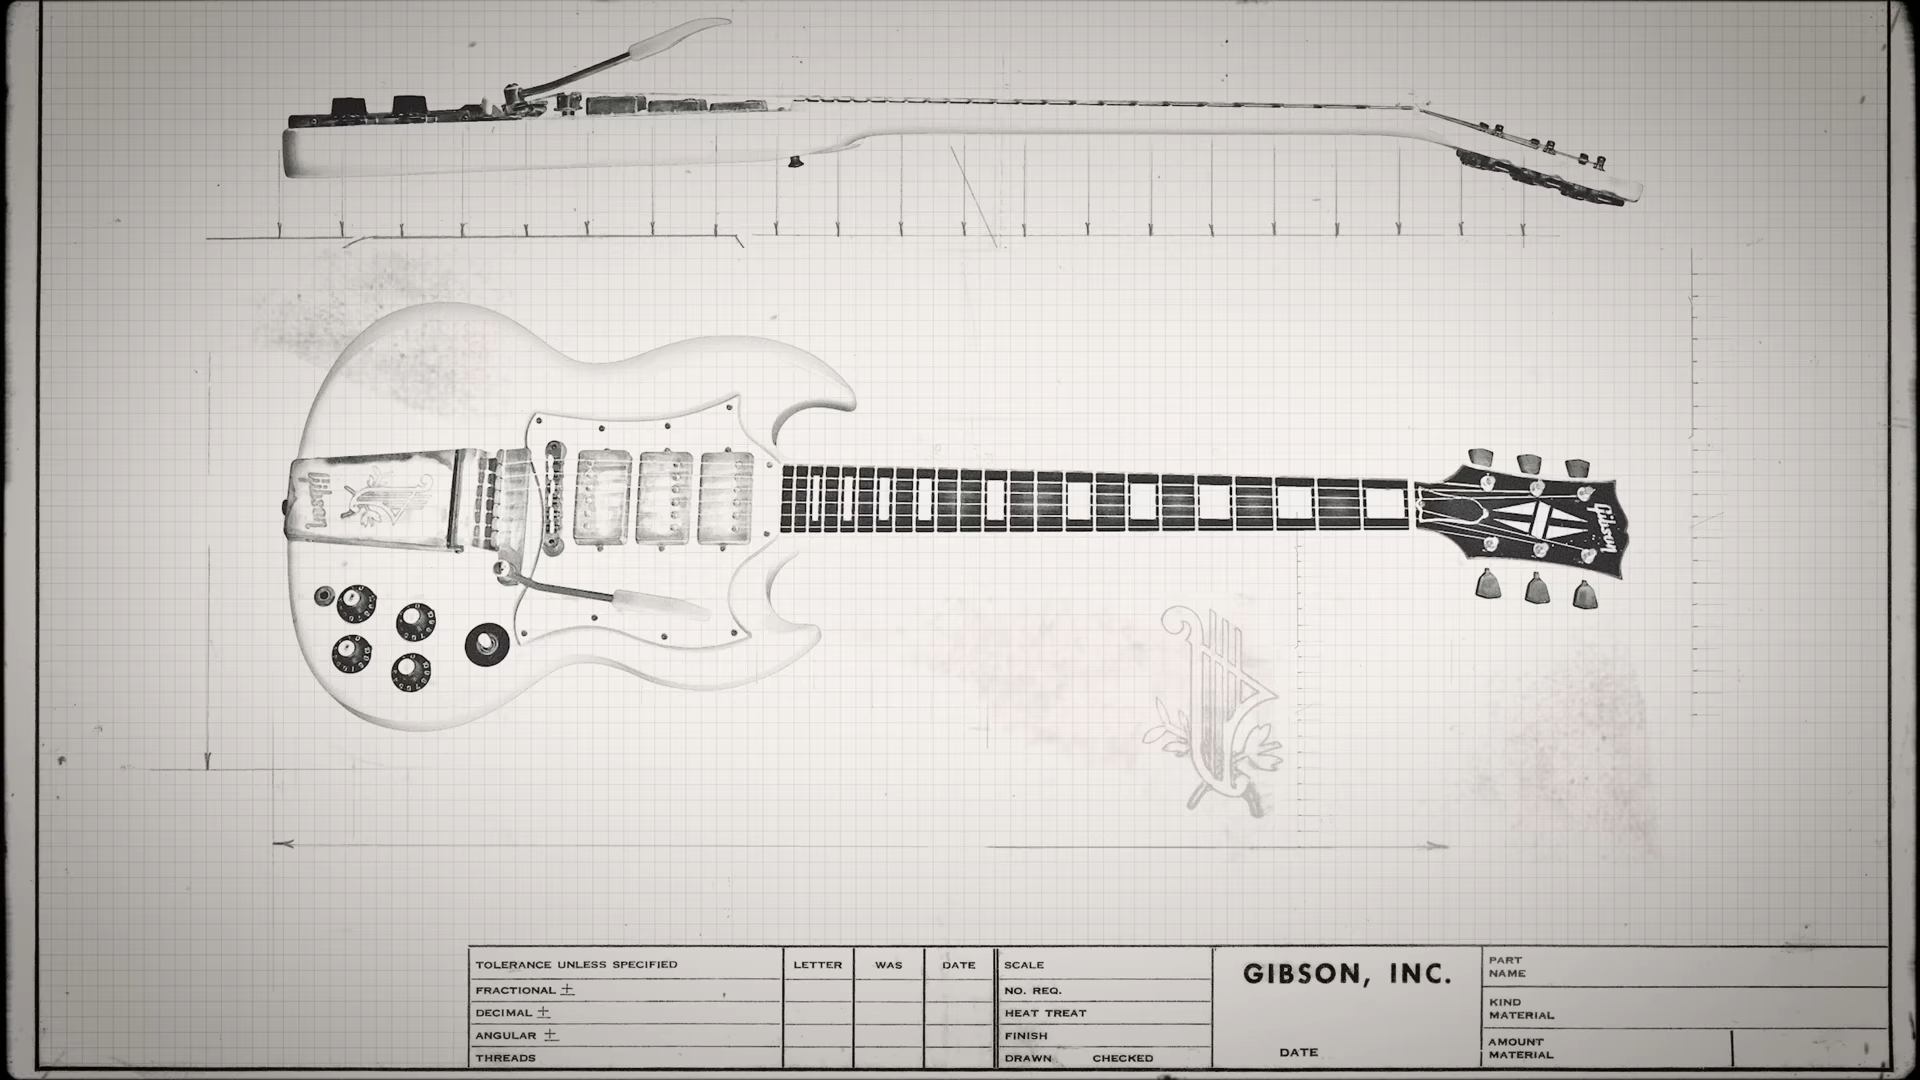 Gibson
Gibson
TOLERANCE UNLESS SPECIFIED
FRACTIONAL ±
DECIMAL ±
ANGULAR ±
THREADS
LETTER
WAS
DATE
SCALE
NO. REQ.
HEAT TREAT
FINISH
DRAWN CHECKED
GIBSON, INC.
DATE
PART
NAME
KIND
MATERIAL
AMOUNT
MATERIAL